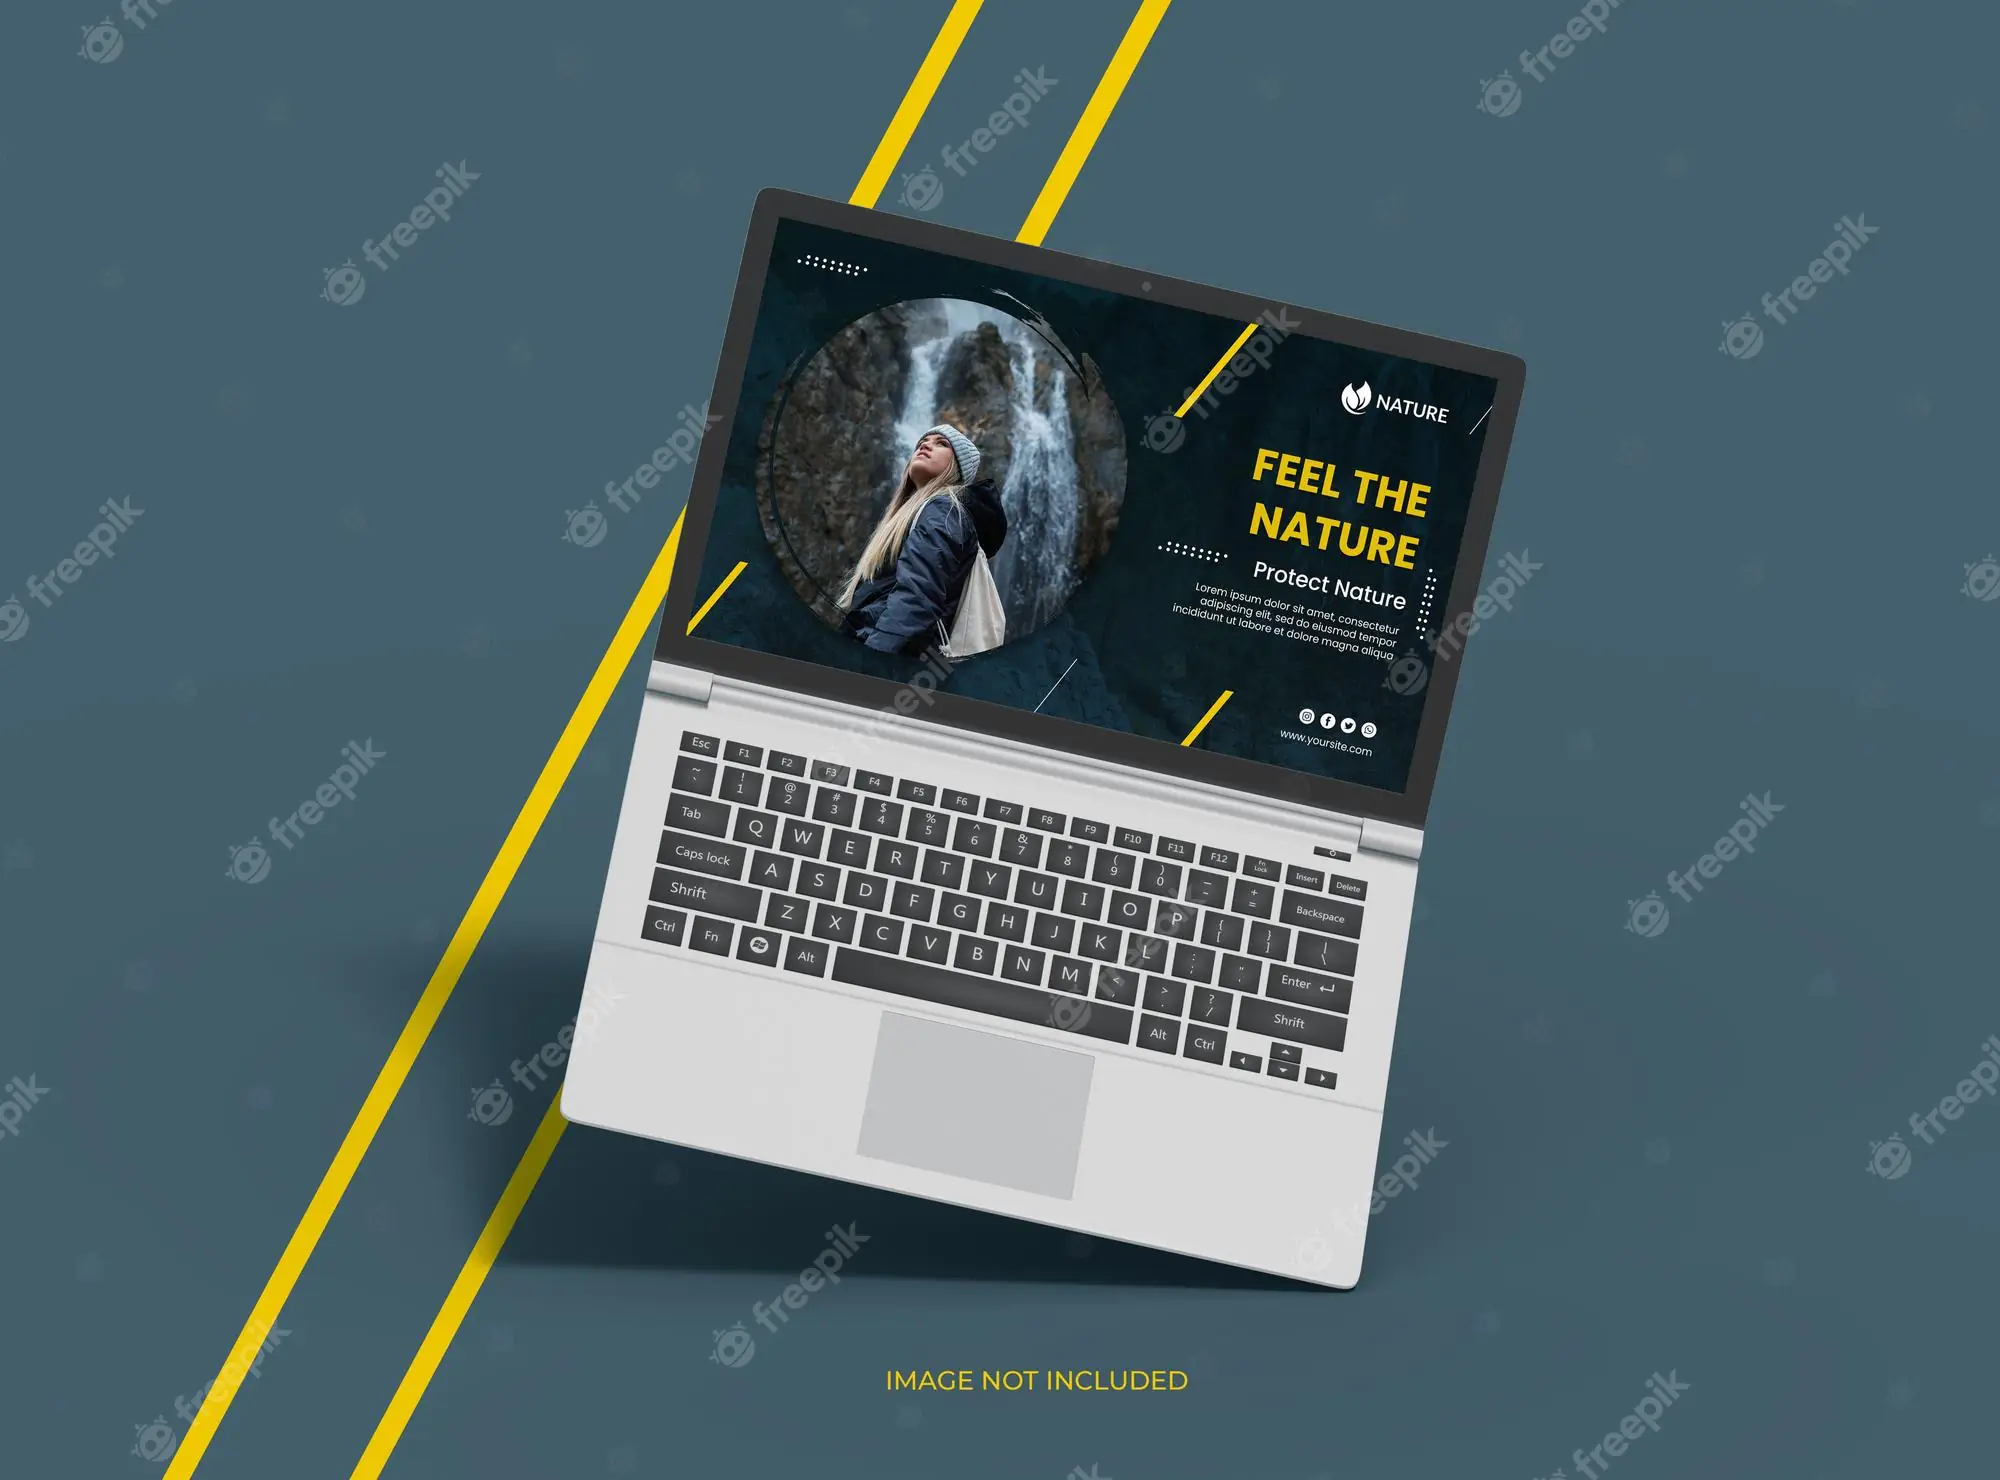 NATURE
FEEL THE
NATURE
Protect Nature
Lorem ipsum dolor sit amet, consectetur
adipiscing elit, sed do eiusmod tempor
incididunt ut labore et dolore magna aliqua
www.yoursite.com
Esc F1 F2 F3 F4 F5 F6 F7 F8 F9 F10 F11 F12 Fn Lock Insert Delete
~ ` ! 1 @ 2 # 3 $ 4 % 5 ^ 6 & 7 * 8 ( 9 ) 0 _ - + = Backspace
Tab Q W E R T Y U I O P { [ } ] | \
Caps lock A S D F G H J K L : ; " ' Enter
Shrift Z X C V B N M < , > . ? / Shrift
Ctrl Fn Alt Alt Ctrl
IMAGE NOT INCLUDED
freepik